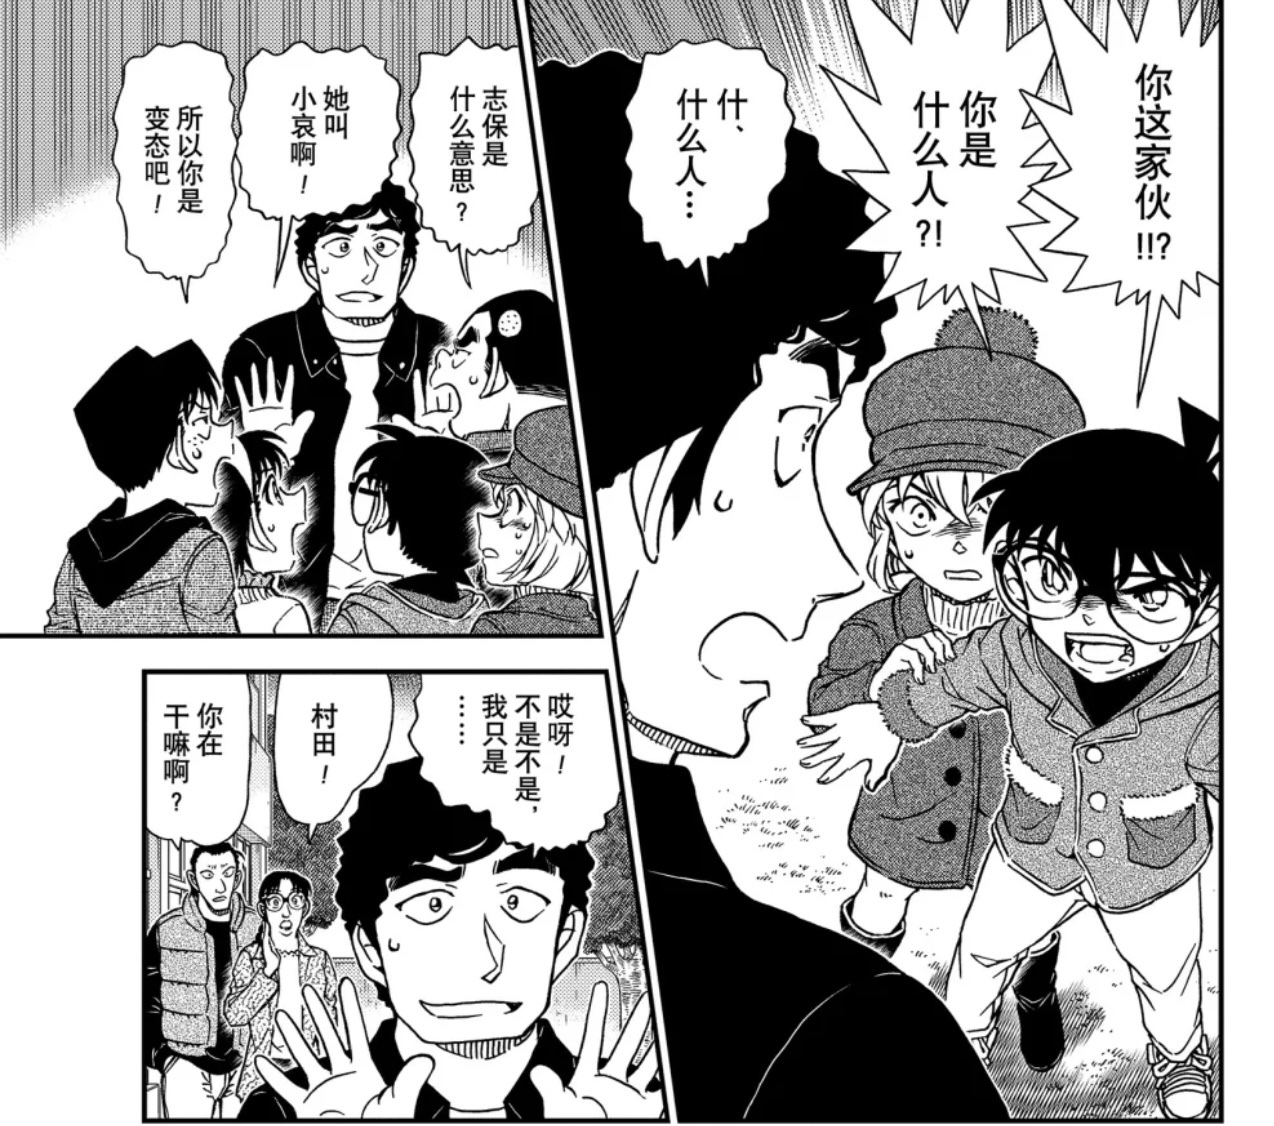 你这家伙!!?
你是
什么人?!
什、
什么人…
志保是
什么意思?
她叫
小哀啊!
所以你是
变态吧!
哎呀!
不是不是,
我只是
……
村田!
你在
干嘛啊?